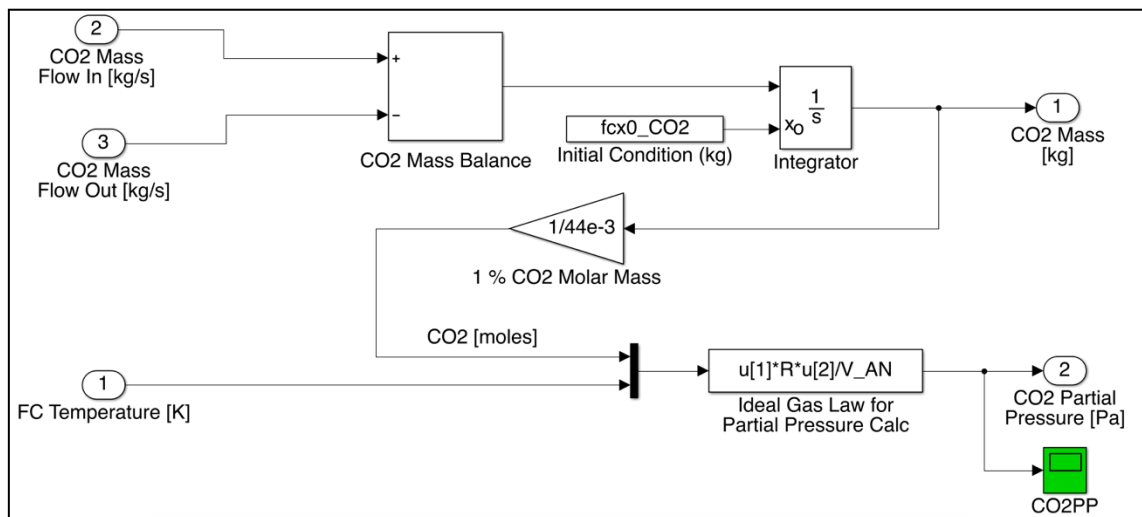 2
CO2 Mass
Flow In [kg/s]
3
CO2 Mass
Flow Out [kg/s]
+
−
CO2 Mass Balance
fcx0_CO2
Initial Condition (kg)
1
s
xo
Integrator
1
CO2 Mass
[kg]
1/44e-3
1 % CO2 Molar Mass
CO2 [moles]
1
FC Temperature [K]
u[1]*R*u[2]/V_AN
Ideal Gas Law for
Partial Pressure Calc
2
CO2 Partial
Pressure [Pa]
CO2PP